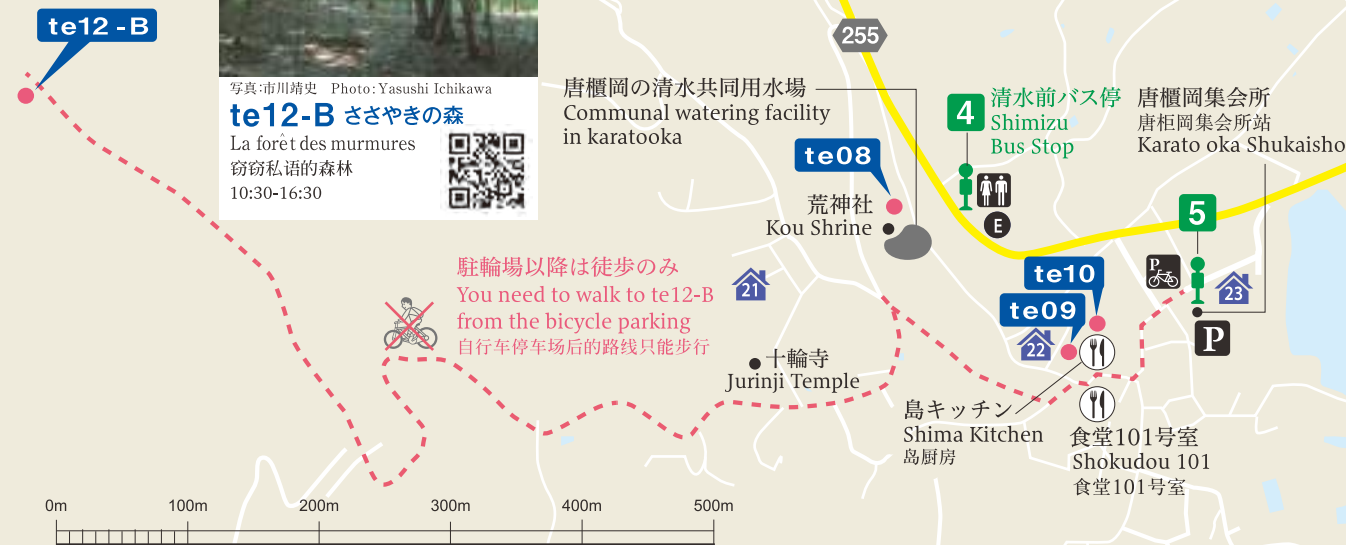 te12-B
写真:市川靖史 Photo:Yasushi Ichikawa
te12-B ささやきの森
La forêt des murmures
窃窃私语的森林
10:30-16:30
255
唐櫃岡の清水共同用水場
Communal watering facility
in karatooka
te08
荒神社
Kou Shrine
4
清水前バス停
Shimizu
Bus Stop
E
唐櫃岡集会所
唐柜岡集会所站
Karato oka Shukaisho
5
P
23
P
駐輪場以降は徒歩のみ
You need to walk to te12-B
from the bicycle parking
自行车停车场后的路线只能步行
21
te10
te09
22
十輪寺
Jurinji Temple
島キッチン
Shima Kitchen
岛厨房
食堂101号室
Shokudou 101
食堂101号室
0m 100m 200m 300m 400m 500m